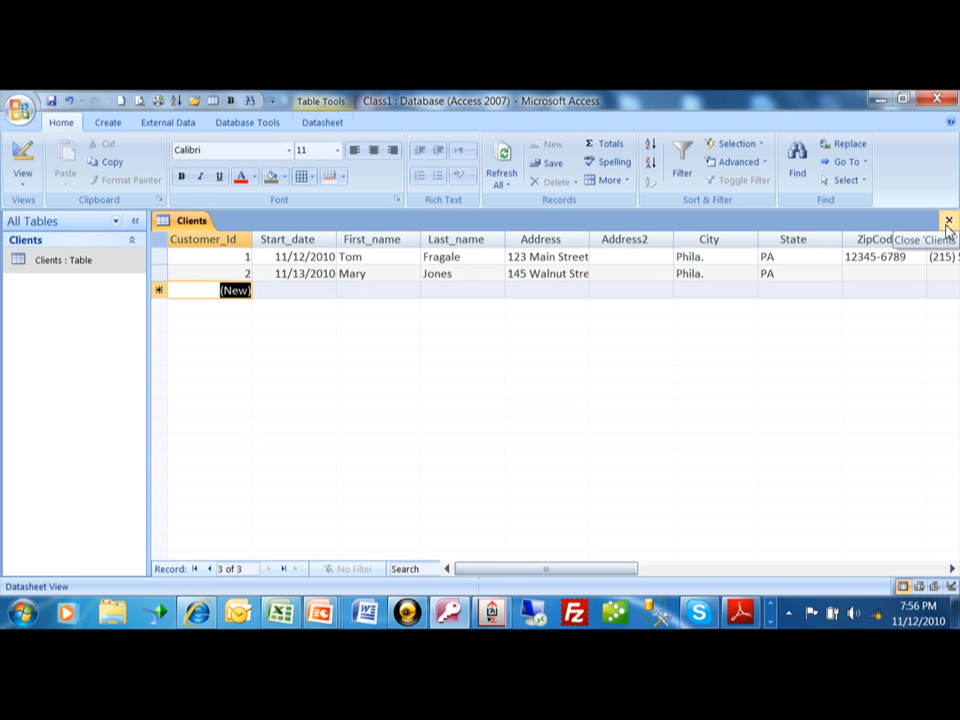 Table Tools Class1 : Database (Access 2007) - Microsoft Access
Home Create External Data Database Tools Datasheet
View Paste Cut Copy Format Painter
Calibri 11
B I U A
Refresh All New Save Delete Σ Totals Spelling More
Filter Selection Advanced Toggle Filter
Find Replace Go To Select
Views Clipboard Font Rich Text Records Sort & Filter Find
All Tables « Clients
Clients
Clients : Table
Customer_Id Start_date First_name Last_name Address Address2 City State ZipCod Close 'Clients
1 11/12/2010 Tom Fragale 123 Main Street Phila. PA 12345-6789 (215)
2 11/13/2010 Mary Jones 145 Walnut Stre Phila. PA
(New)
Record: 3 of 3 No Filter Search
Datasheet View
7:56 PM
11/12/2010